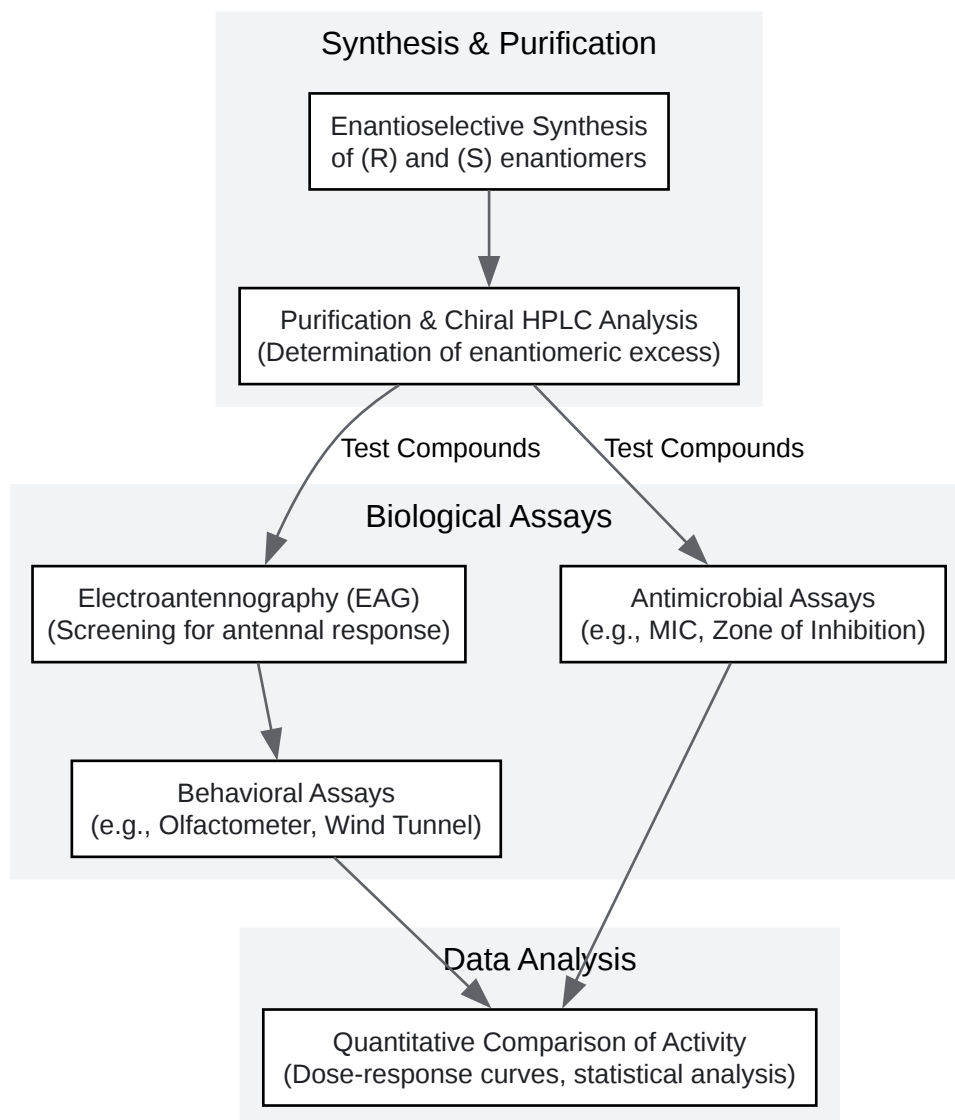 Synthesis & Purification
Enantioselective Synthesis
of (R) and (S) enantiomers
Purification & Chiral HPLC Analysis
(Determination of enantiomeric excess)
Test Compounds
Test Compounds
Biological Assays
Electroantennography (EAG)
(Screening for antennal response)
Antimicrobial Assays
(e.g., MIC, Zone of Inhibition)
Behavioral Assays
(e.g., Olfactometer, Wind Tunnel)
Data Analysis
Quantitative Comparison of Activity
(Dose-response curves, statistical analysis)